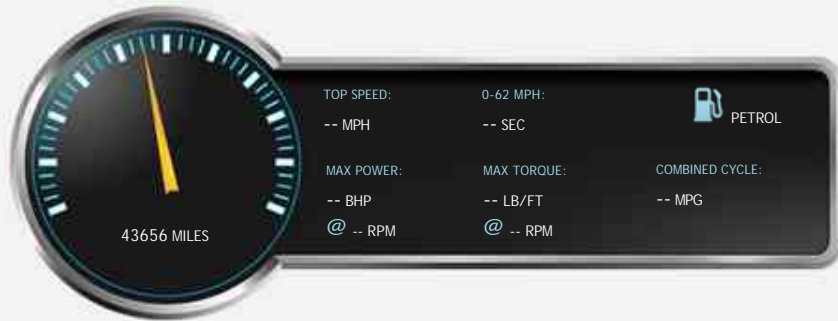 TOP SPEED:
-- MPH
0-62 MPH:
-- SEC
PETROL
MAX POWER:
-- BHP
@ -- RPM
MAX TORQUE:
-- LB/FT
@ -- RPM
COMBINED CYCLE:
-- MPG
43656 MILES